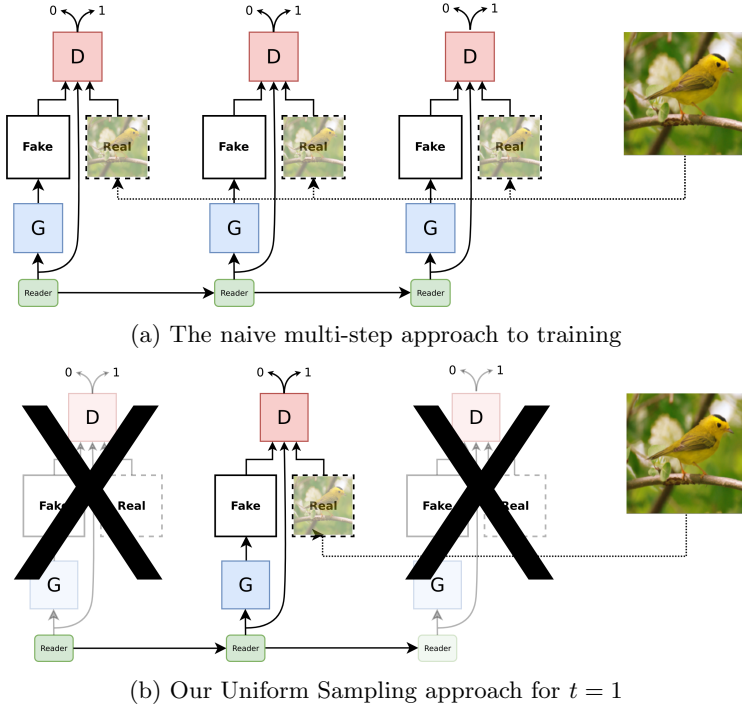 0 1 0 1 0 1
D D D
Fake Real Fake Real Fake Real
G G G
Reader Reader Reader
(a) The naive multi-step approach to training
0 1 0 1 0 1
D D D
Fake Real Fake Real Fake Real
G G G
Reader Reader Reader
(b) Our Uniform Sampling approach for t = 1